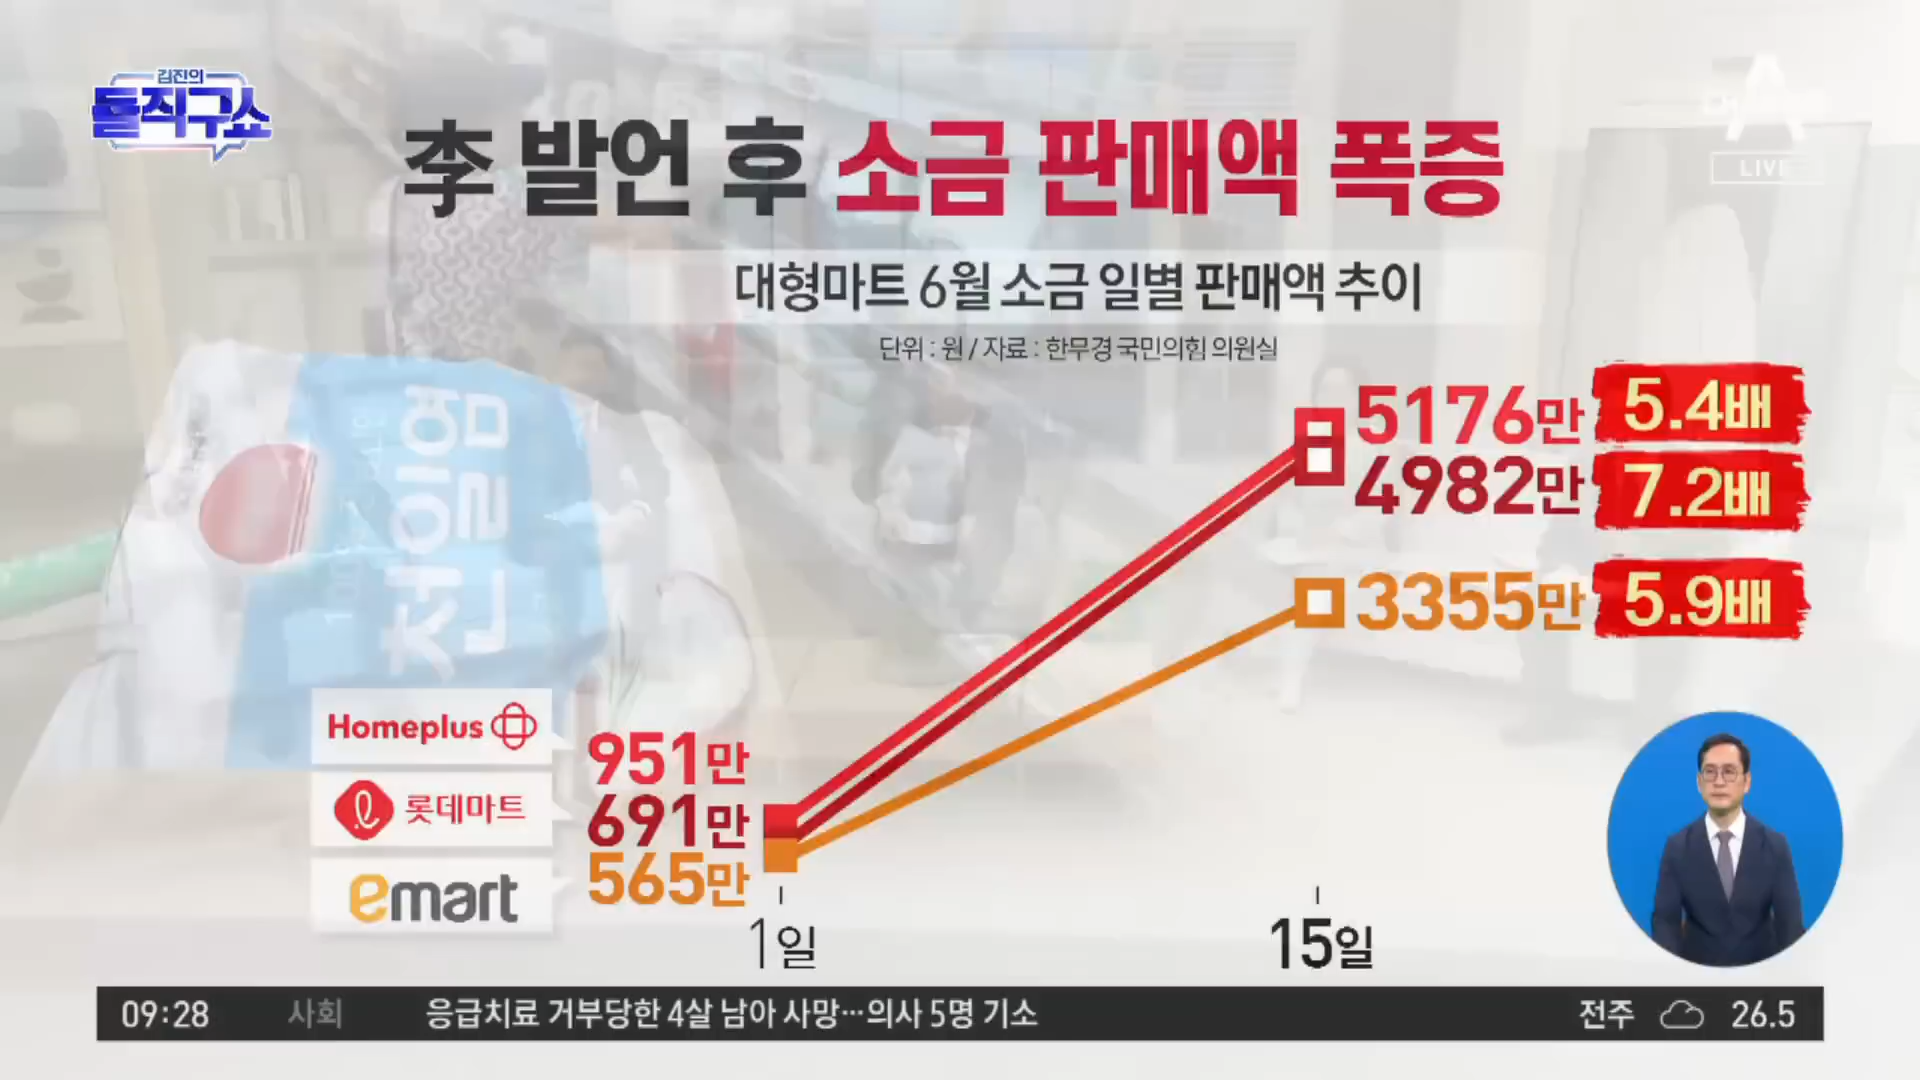 김진의
돌직구쇼
LIVE
李 발언 후 소금 판매액 폭증
대형마트 6월 소금 일별 판매액 추이
단위 : 원 / 자료 : 한무경 국민의힘 의원실
5176만 5.4배
4982만 7.2배
3355만 5.9배
천일염
Homeplus 951만
롯데마트 691만
emart 565만
1일 15일
09:28 사회 응급치료 거부당한 4살 남아 사망…의사 5명 기소 전주 26.5